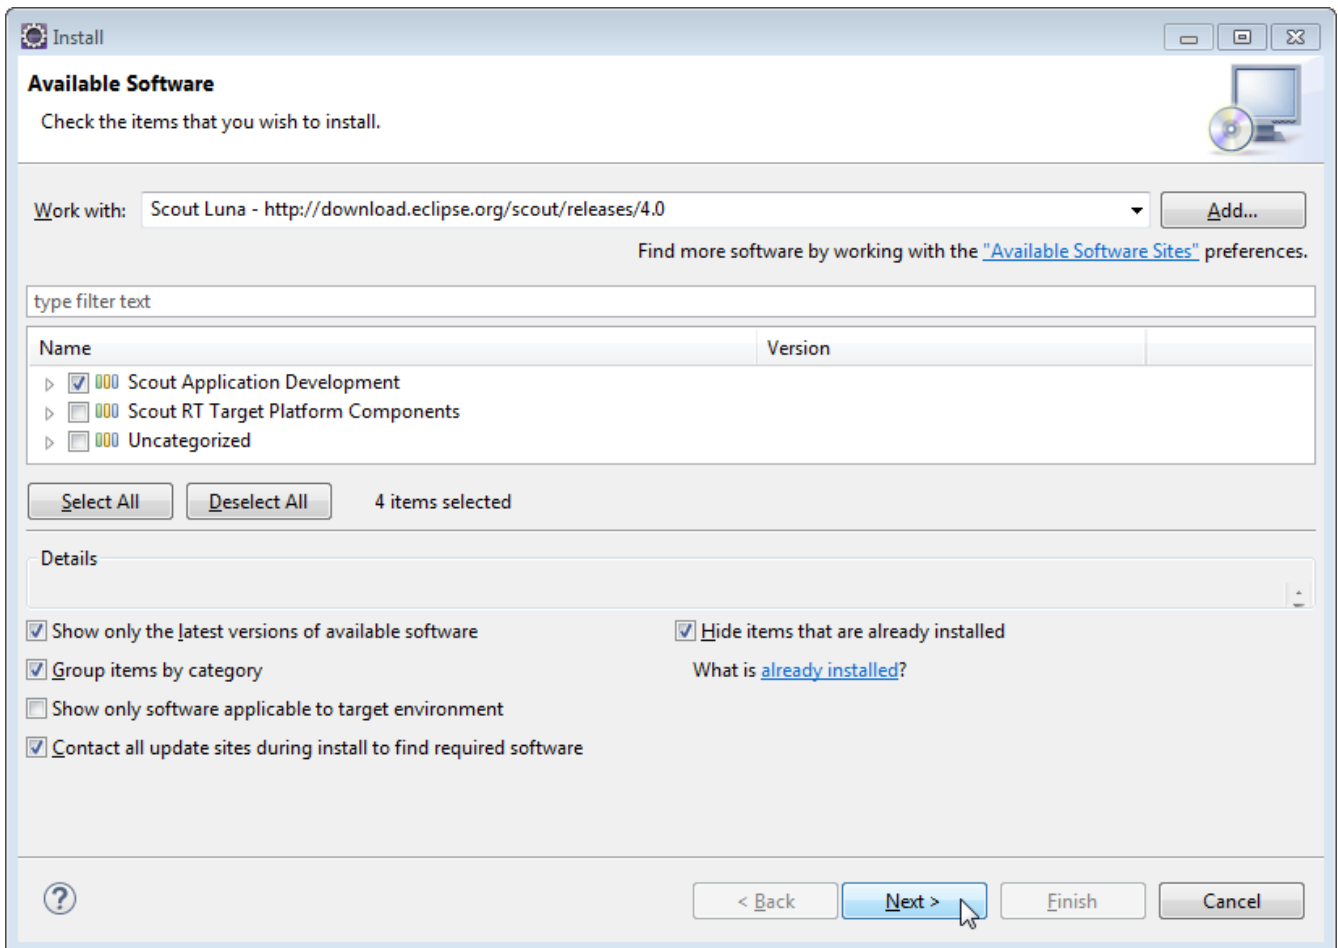 Install
Available Software
Check the items that you wish to install.
Work with: Scout Luna - http://download.eclipse.org/scout/releases/4.0 Add...
Find more software by working with the "Available Software Sites" preferences.
type filter text
Name Version
Scout Application Development
Scout RT Target Platform Components
Uncategorized
Select All Deselect All 4 items selected
Details
Show only the latest versions of available software Hide items that are already installed
Group items by category What is already installed?
Show only software applicable to target environment
Contact all update sites during install to find required software
? < Back Next > Finish Cancel